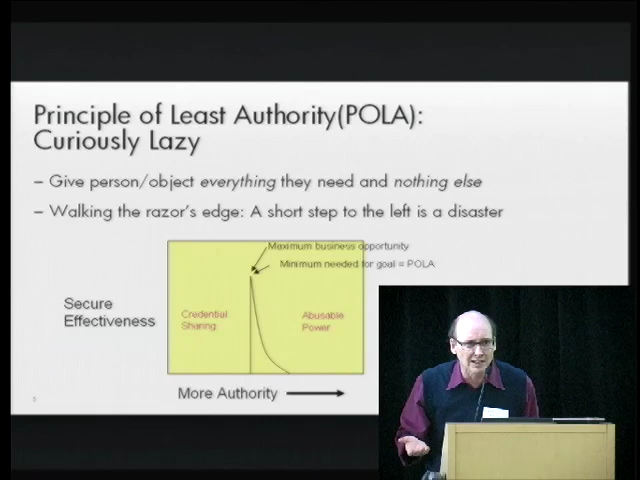 Principle of Least Authority(POLA):
Curiously Lazy
– Give person/object everything they need and nothing else
– Walking the razor's edge: A short step to the left is a disaster
Maximum business opportunity
Minimum needed for goal = POLA
Secure
Effectiveness
Credential
Sharing
Abusable
Power
More Authority